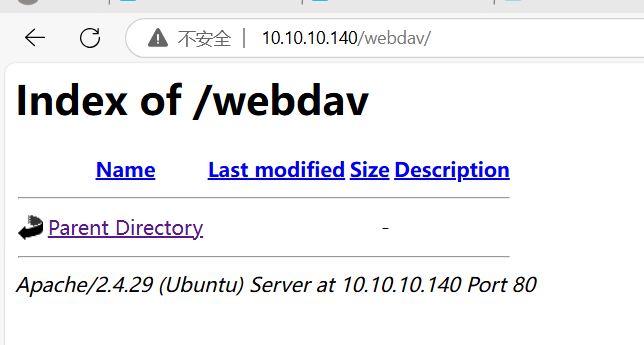 不安全 | 10.10.10.140/webdav/
Index of /webdav
Name Last modified Size Description
Parent Directory -
Apache/2.4.29 (Ubuntu) Server at 10.10.10.140 Port 80